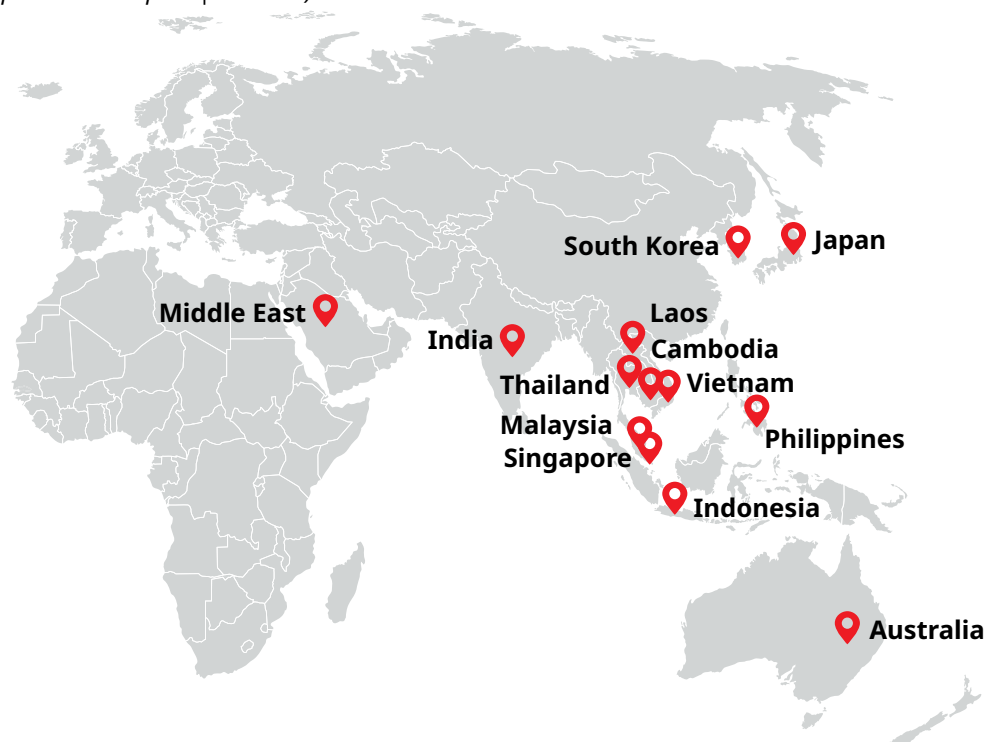 South Korea
Japan
Middle East
Laos
India
Cambodia
Thailand
Vietnam
Malaysia
Philippines
Singapore
Indonesia
Australia